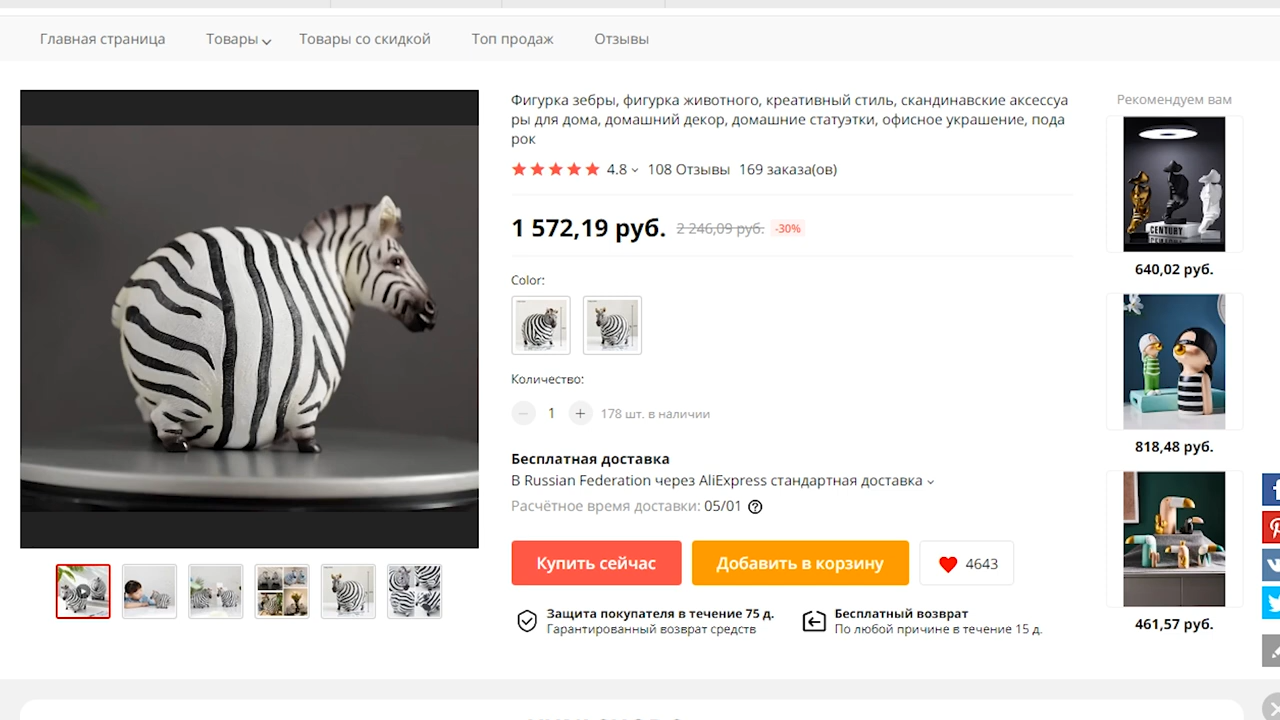 Главная страница
Товары
Товары со скидкой
Топ продаж
Отзывы
Фигурка зебры, фигурка животного, креативный стиль, скандинавские аксессуа
ры для дома, домашний декор, домашние статуэтки, офисное украшение, пода
рок
4.8
108 Отзывы
169 заказа(ов)
1 572,19 руб.
2 246,09 руб.
-30%
Color:
Количество:
1
178 шт. в наличии
Бесплатная доставка
В Russian Federation через AliExpress стандартная доставка
Расчётное время доставки: 05/01
Купить сейчас
Добавить в корзину
4643
Защита покупателя в течение 75 д.
Гарантированный возврат средств
Бесплатный возврат
По любой причине в течение 15 д.
Рекомендуем вам
CENTURY
640,02 руб.
818,48 руб.
461,57 руб.